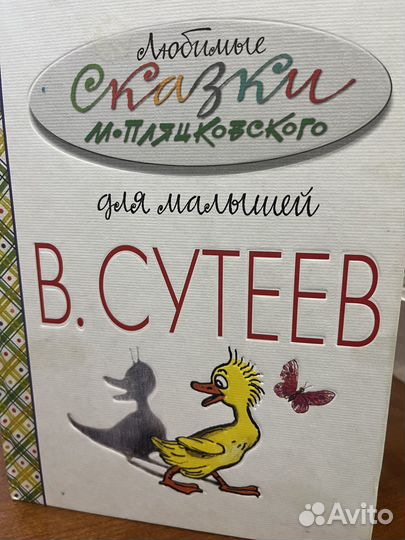 Любимые
Сказки
М•ПЛЯЦКОВСКОГО
для малышей
В. СУТЕЕВ
Avito